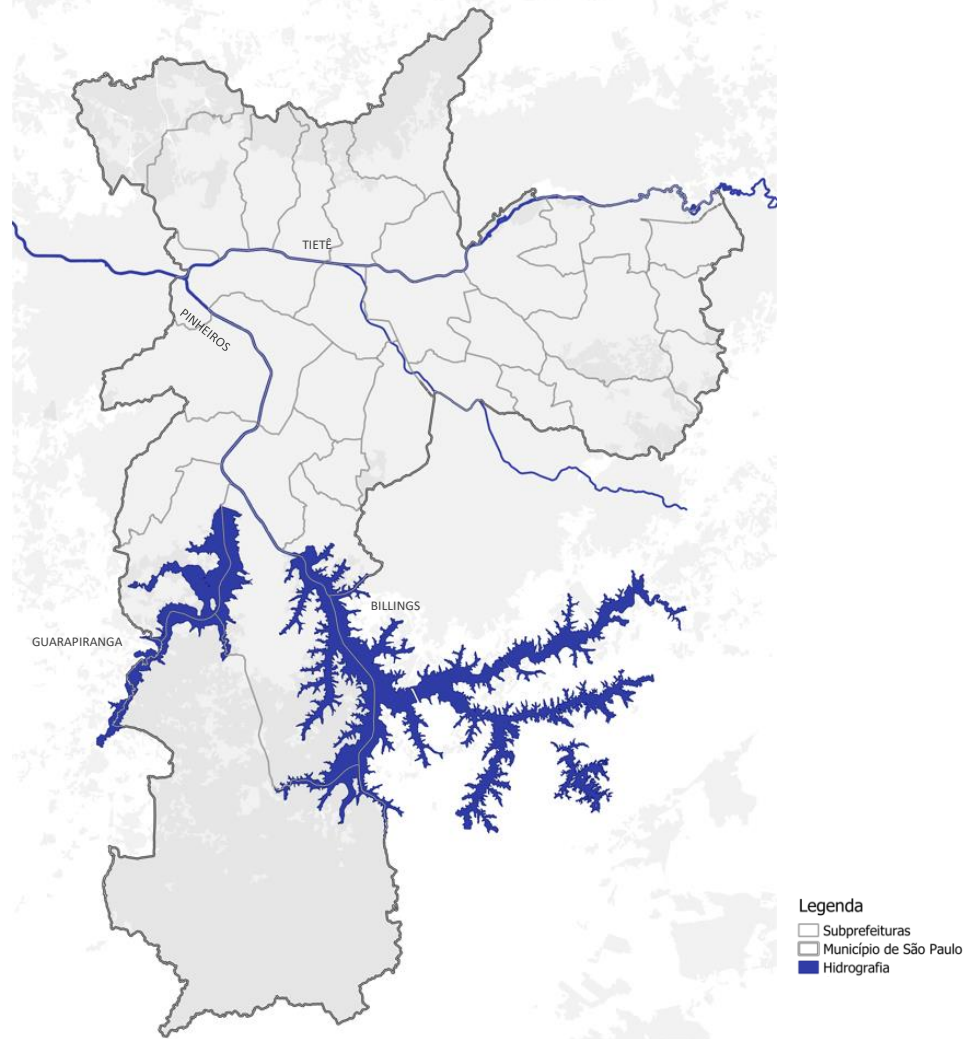 TIETÊ
PINHEIROS
BILLINGS
GUARAPIRANGA
Legenda
Subprefeituras
Município de São Paulo
Hidrografia